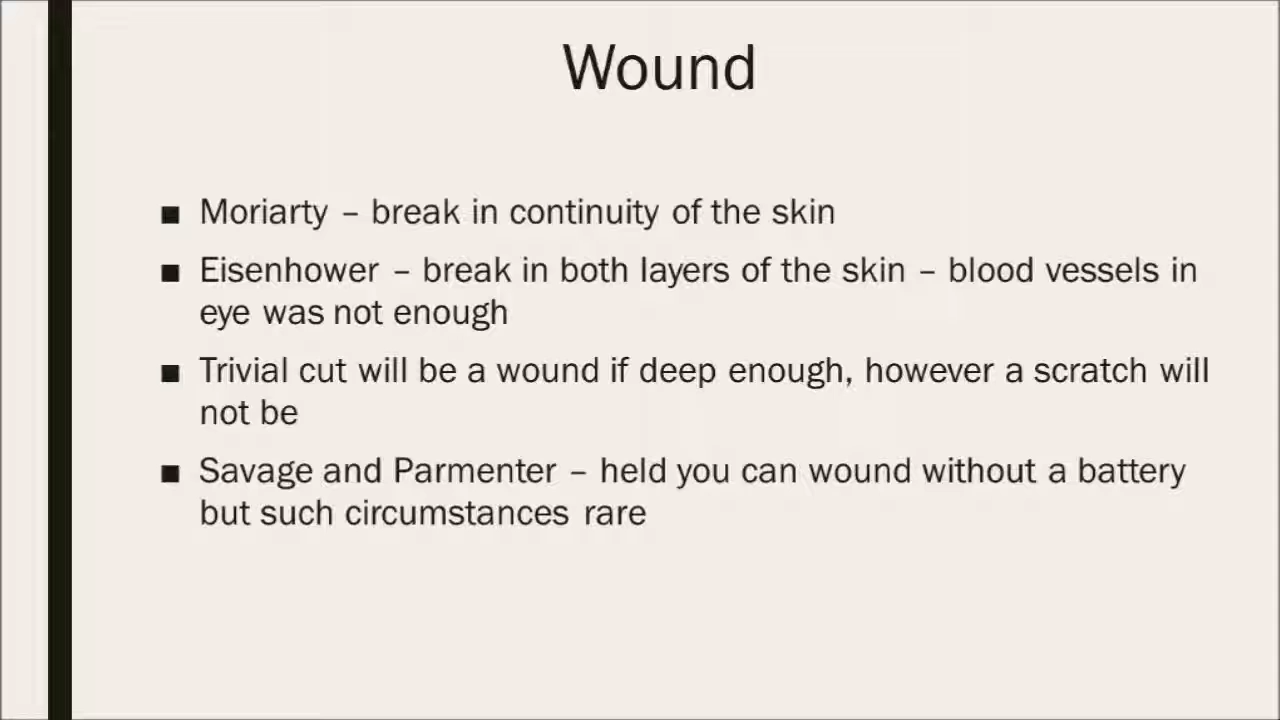 Wound
■ Moriarty – break in continuity of the skin
■ Eisenhower – break in both layers of the skin – blood vessels in
eye was not enough
■ Trivial cut will be a wound if deep enough, however a scratch will
not be
■ Savage and Parmenter – held you can wound without a battery
but such circumstances rare